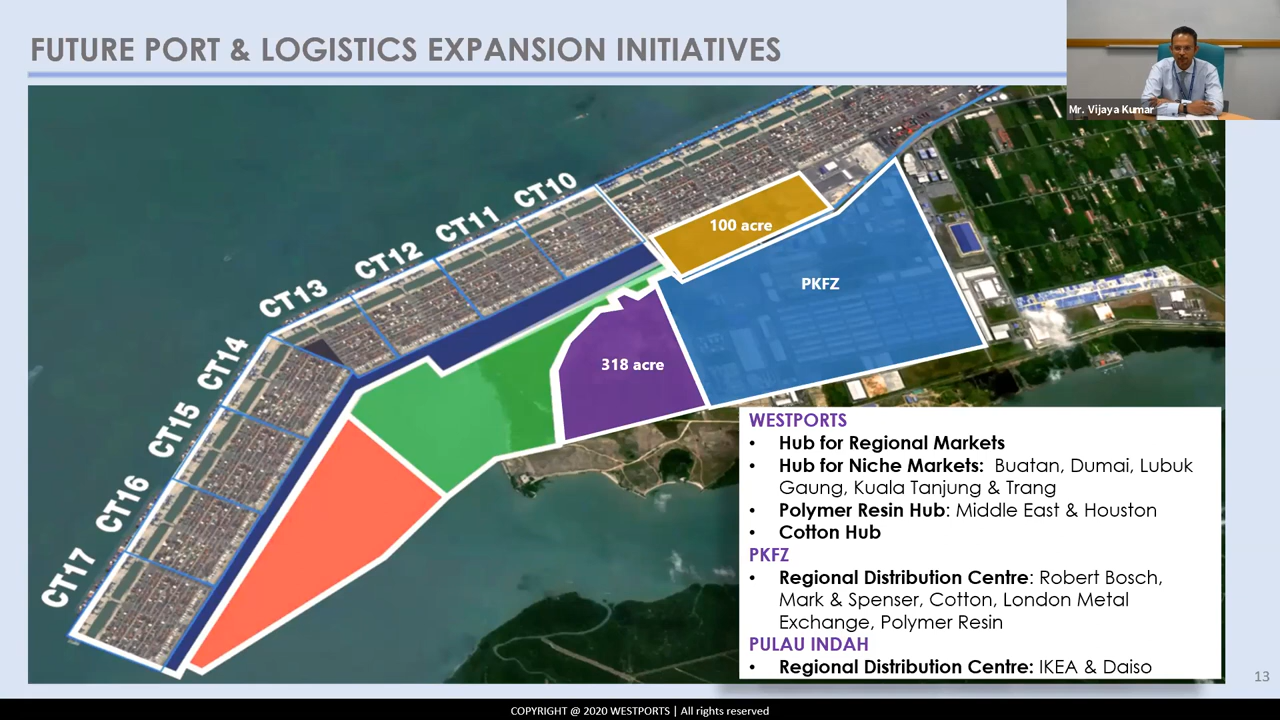 FUTURE PORT & LOGISTICS EXPANSION INITIATIVES
Mr. Vijaya Kumar
CT10
CT11
CT12
CT13
CT14
CT15
CT16
CT17
100 acre
PKFZ
318 acre
WESTPORTS
• Hub for Regional Markets
• Hub for Niche Markets: Buatan, Dumai, Lubuk
Gaung, Kuala Tanjung & Trang
• Polymer Resin Hub: Middle East & Houston
• Cotton Hub
PKFZ
• Regional Distribution Centre: Robert Bosch,
Mark & Spenser, Cotton, London Metal
Exchange, Polymer Resin
PULAU INDAH
• Regional Distribution Centre: IKEA & Daiso
13
COPYRIGHT @ 2020 WESTPORTS | All rights reserved